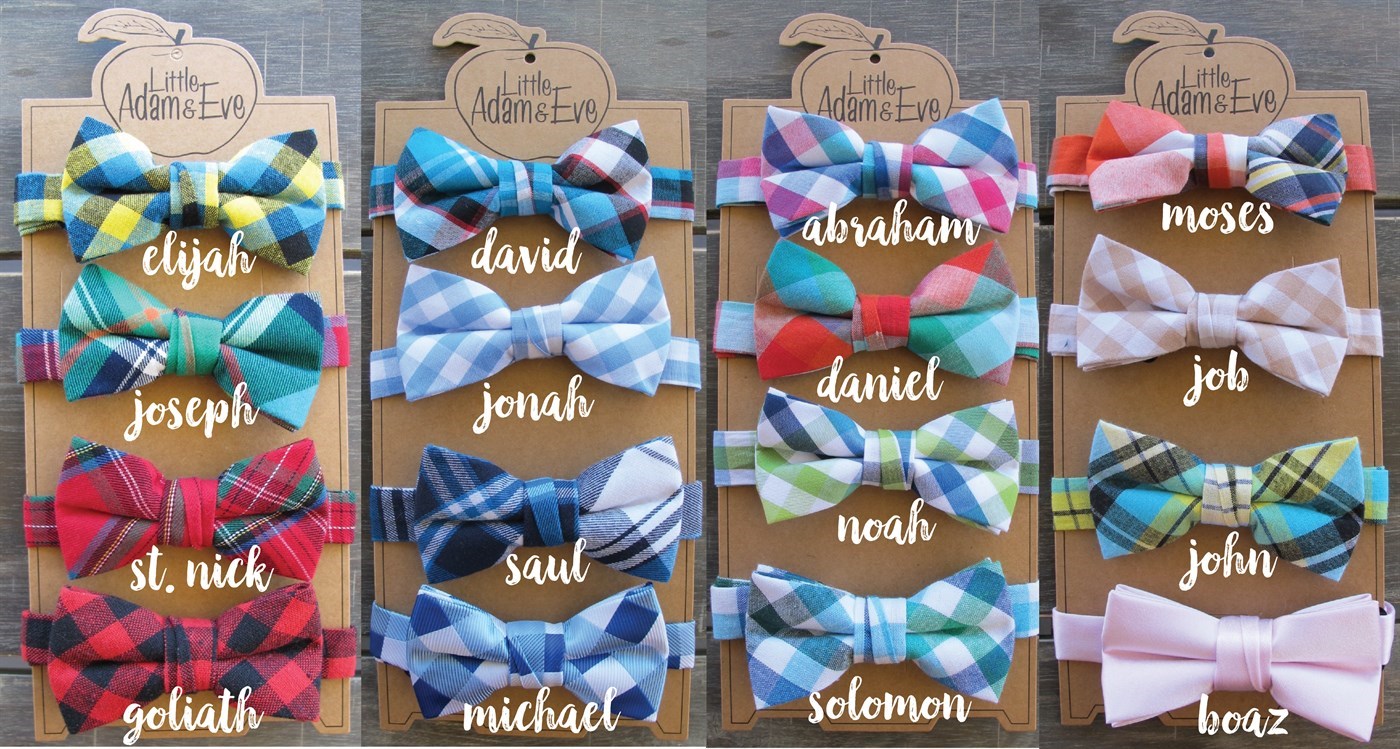 Little
Adam & Eve
elijah
joseph
st. nick
goliath
Little
Adam & Eve
david
jonah
saul
michael
Little
Adam & Eve
abraham
daniel
noah
solomon
Little
Adam & Eve
moses
job
john
boaz